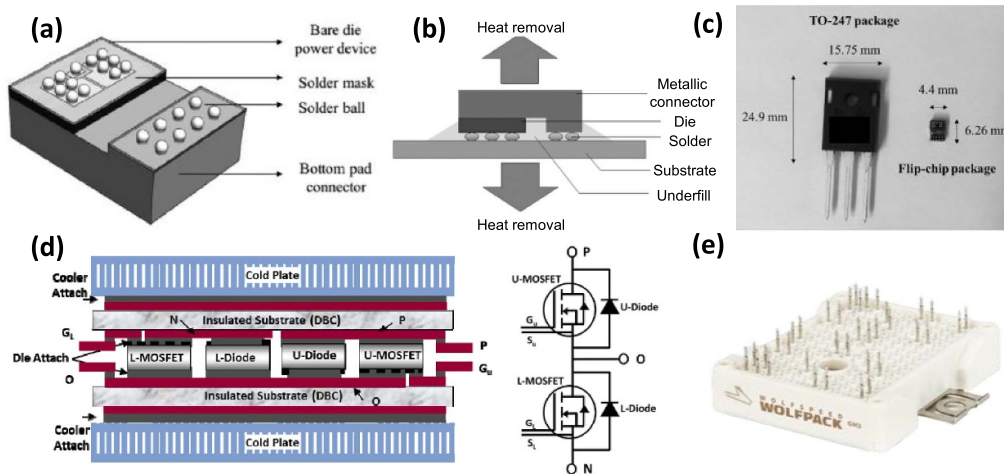 (a)
Bare die
power device
Solder mask
Solder ball
Bottom pad
connector
(b)
Heat removal
Metallic
connector
Die
Solder
Substrate
Underfill
Heat removal
(c)
TO-247 package
15.75 mm
24.9 mm
4.4 mm
6.26 mm
Flip-chip package
(d)
Cold Plate
Cooler
Attach
Insulated Substrate (DBC)
N
P
GL
Die Attach
L-MOSFET
L-Diode
U-Diode
U-MOSFET
P
GU
O
O
Insulated Substrate (DBC)
Cooler
Attach
Cold Plate
P
U-MOSFET
U-Diode
Gu
Su
O
L-MOSFET
L-Diode
GL
SL
N
(e)
WOLFSPEED
WOLFPACK